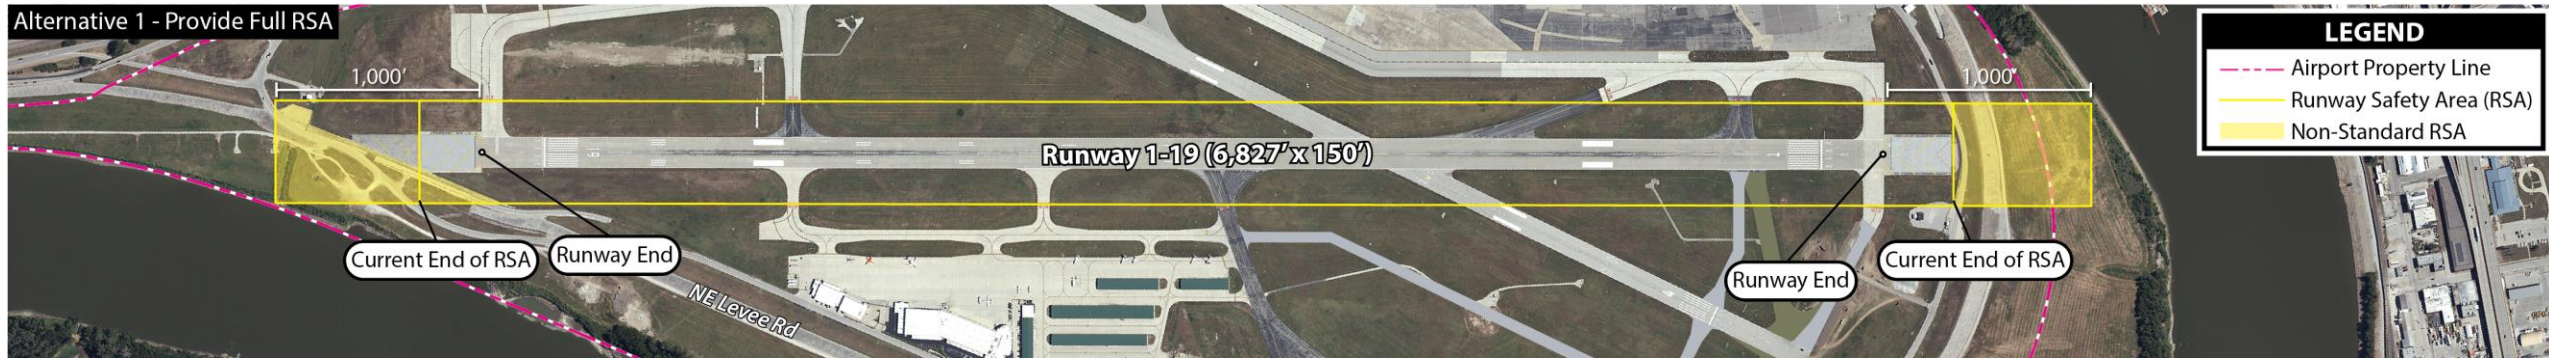 Alternative 1 - Provide Full RSA
1,000’
1,000’
LEGEND
Airport Property Line
Runway Safety Area (RSA)
Non-Standard RSA
Runway 1-19 (6,827’ x 150’)
Current End of RSA
Runway End
Runway End
Current End of RSA
NE Levee Rd